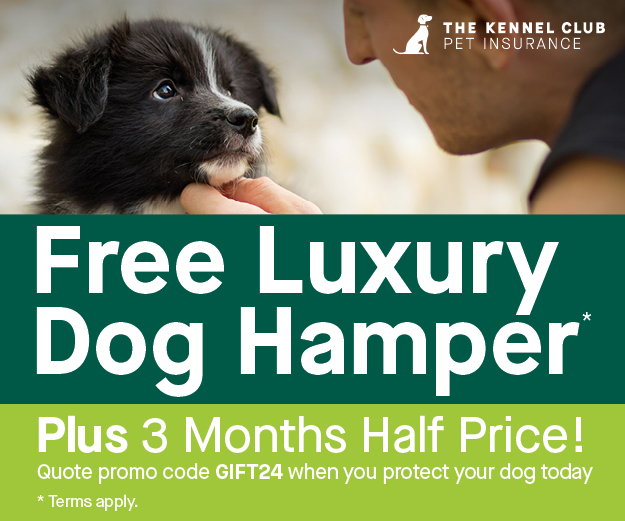 THE KENNEL CLUB
PET INSURANCE
Free Luxury
Dog Hamper*
Plus 3 Months Half Price!
Quote promo code GIFT24 when you protect your dog today
* Terms apply.